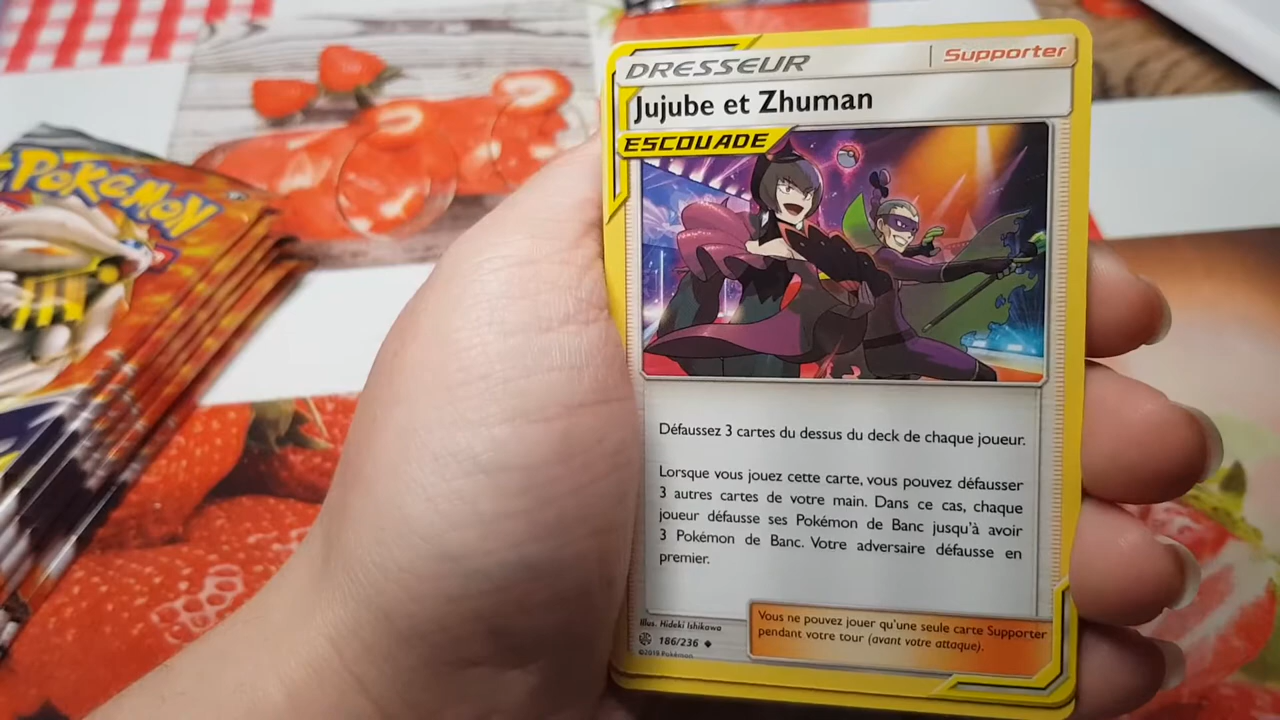 POKÉMON
DRESSEUR
Supporter
Jujube et Zhuman
ESCOUADE
Défaussez 3 cartes du dessus du deck de chaque joueur.
Lorsque vous jouez cette carte, vous pouvez défausser
3 autres cartes de votre main. Dans ce cas, chaque
joueur défausse ses Pokémon de Banc jusqu'à avoir
3 Pokémon de Banc. Votre adversaire défausse en
premier.
Illus. Hideki Ishikawa
186/236
©2019 Pokémon
Vous ne pouvez jouer qu'une seule carte Supporter
pendant votre tour (avant votre attaque).